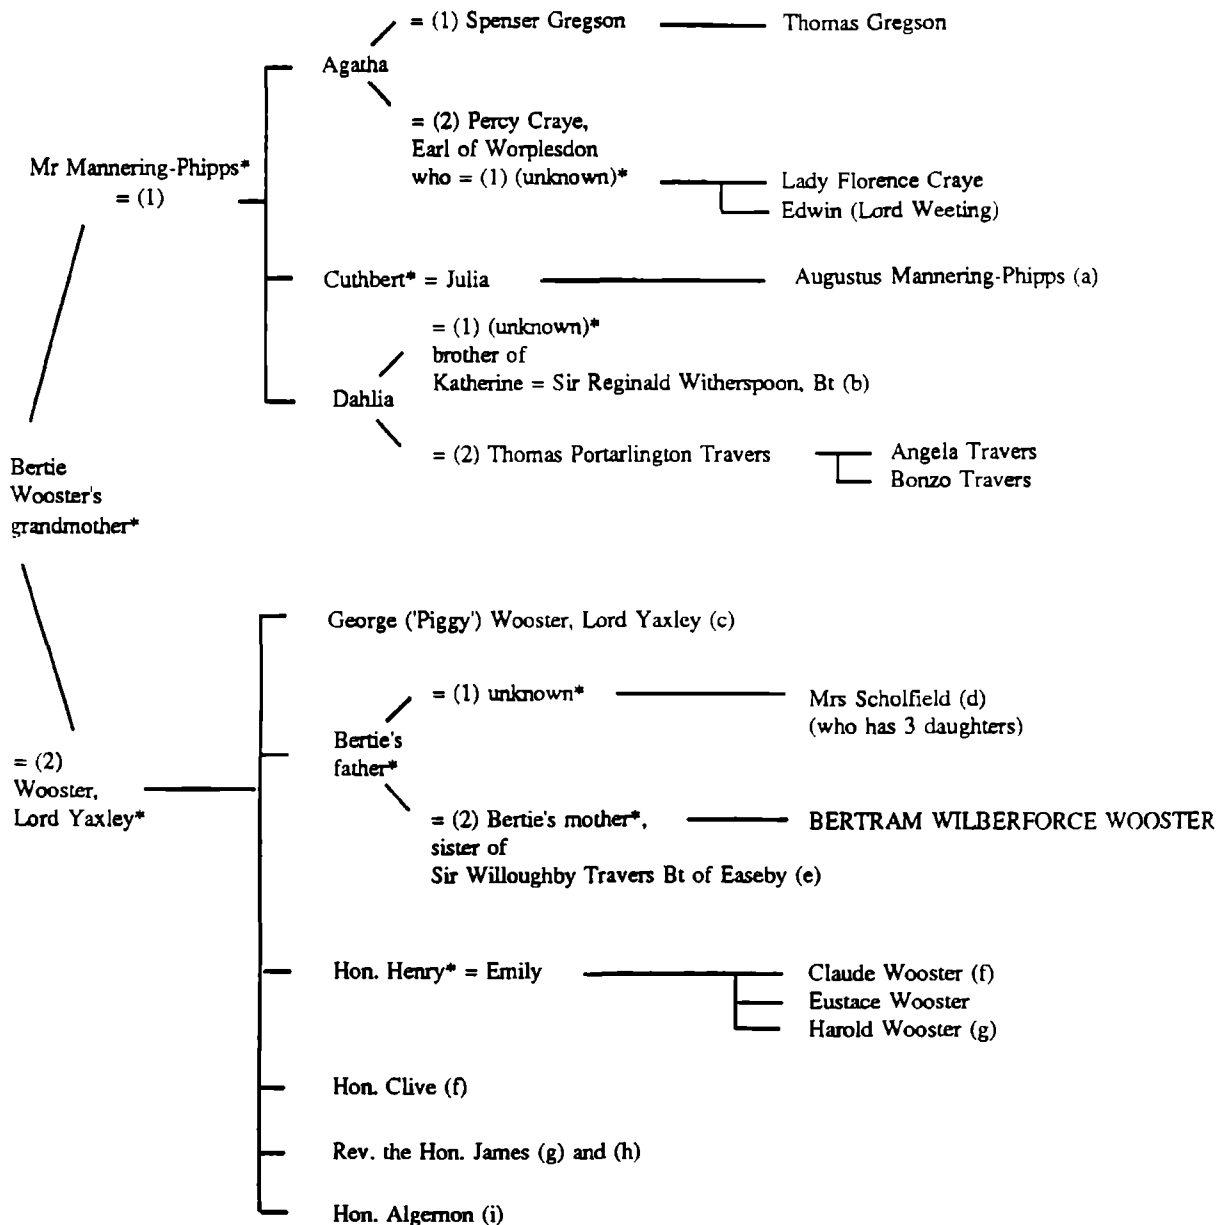 = (1) Spenser Gregson
Thomas Gregson
Agatha
= (2) Percy Craye,
Earl of Worplesdon
who = (1) (unknown)*
Lady Florence Craye
Edwin (Lord Weeting)
Mr Mannering-Phipps*
= (1)
Cuthbert* = Julia
Augustus Mannering-Phipps (a)
= (1) (unknown)*
brother of
Katherine = Sir Reginald Witherspoon, Bt (b)
Dahlia
= (2) Thomas Portarlington Travers
Angela Travers
Bonzo Travers
Bertie
Wooster's
grandmother*
George ('Piggy') Wooster, Lord Yaxley (c)
= (1) unknown*
Mrs Scholfield (d)
(who has 3 daughters)
Bertie's
father*
= (2)
Wooster,
Lord Yaxley*
= (2) Bertie's mother*,
sister of
Sir Willoughby Travers Bt of Easeby (e)
BERTRAM WILBERFORCE WOOSTER
Hon. Henry* = Emily
Claude Wooster (f)
Eustace Wooster
Harold Wooster (g)
Hon. Clive (f)
Rev. the Hon. James (g) and (h)
Hon. Algernon (i)